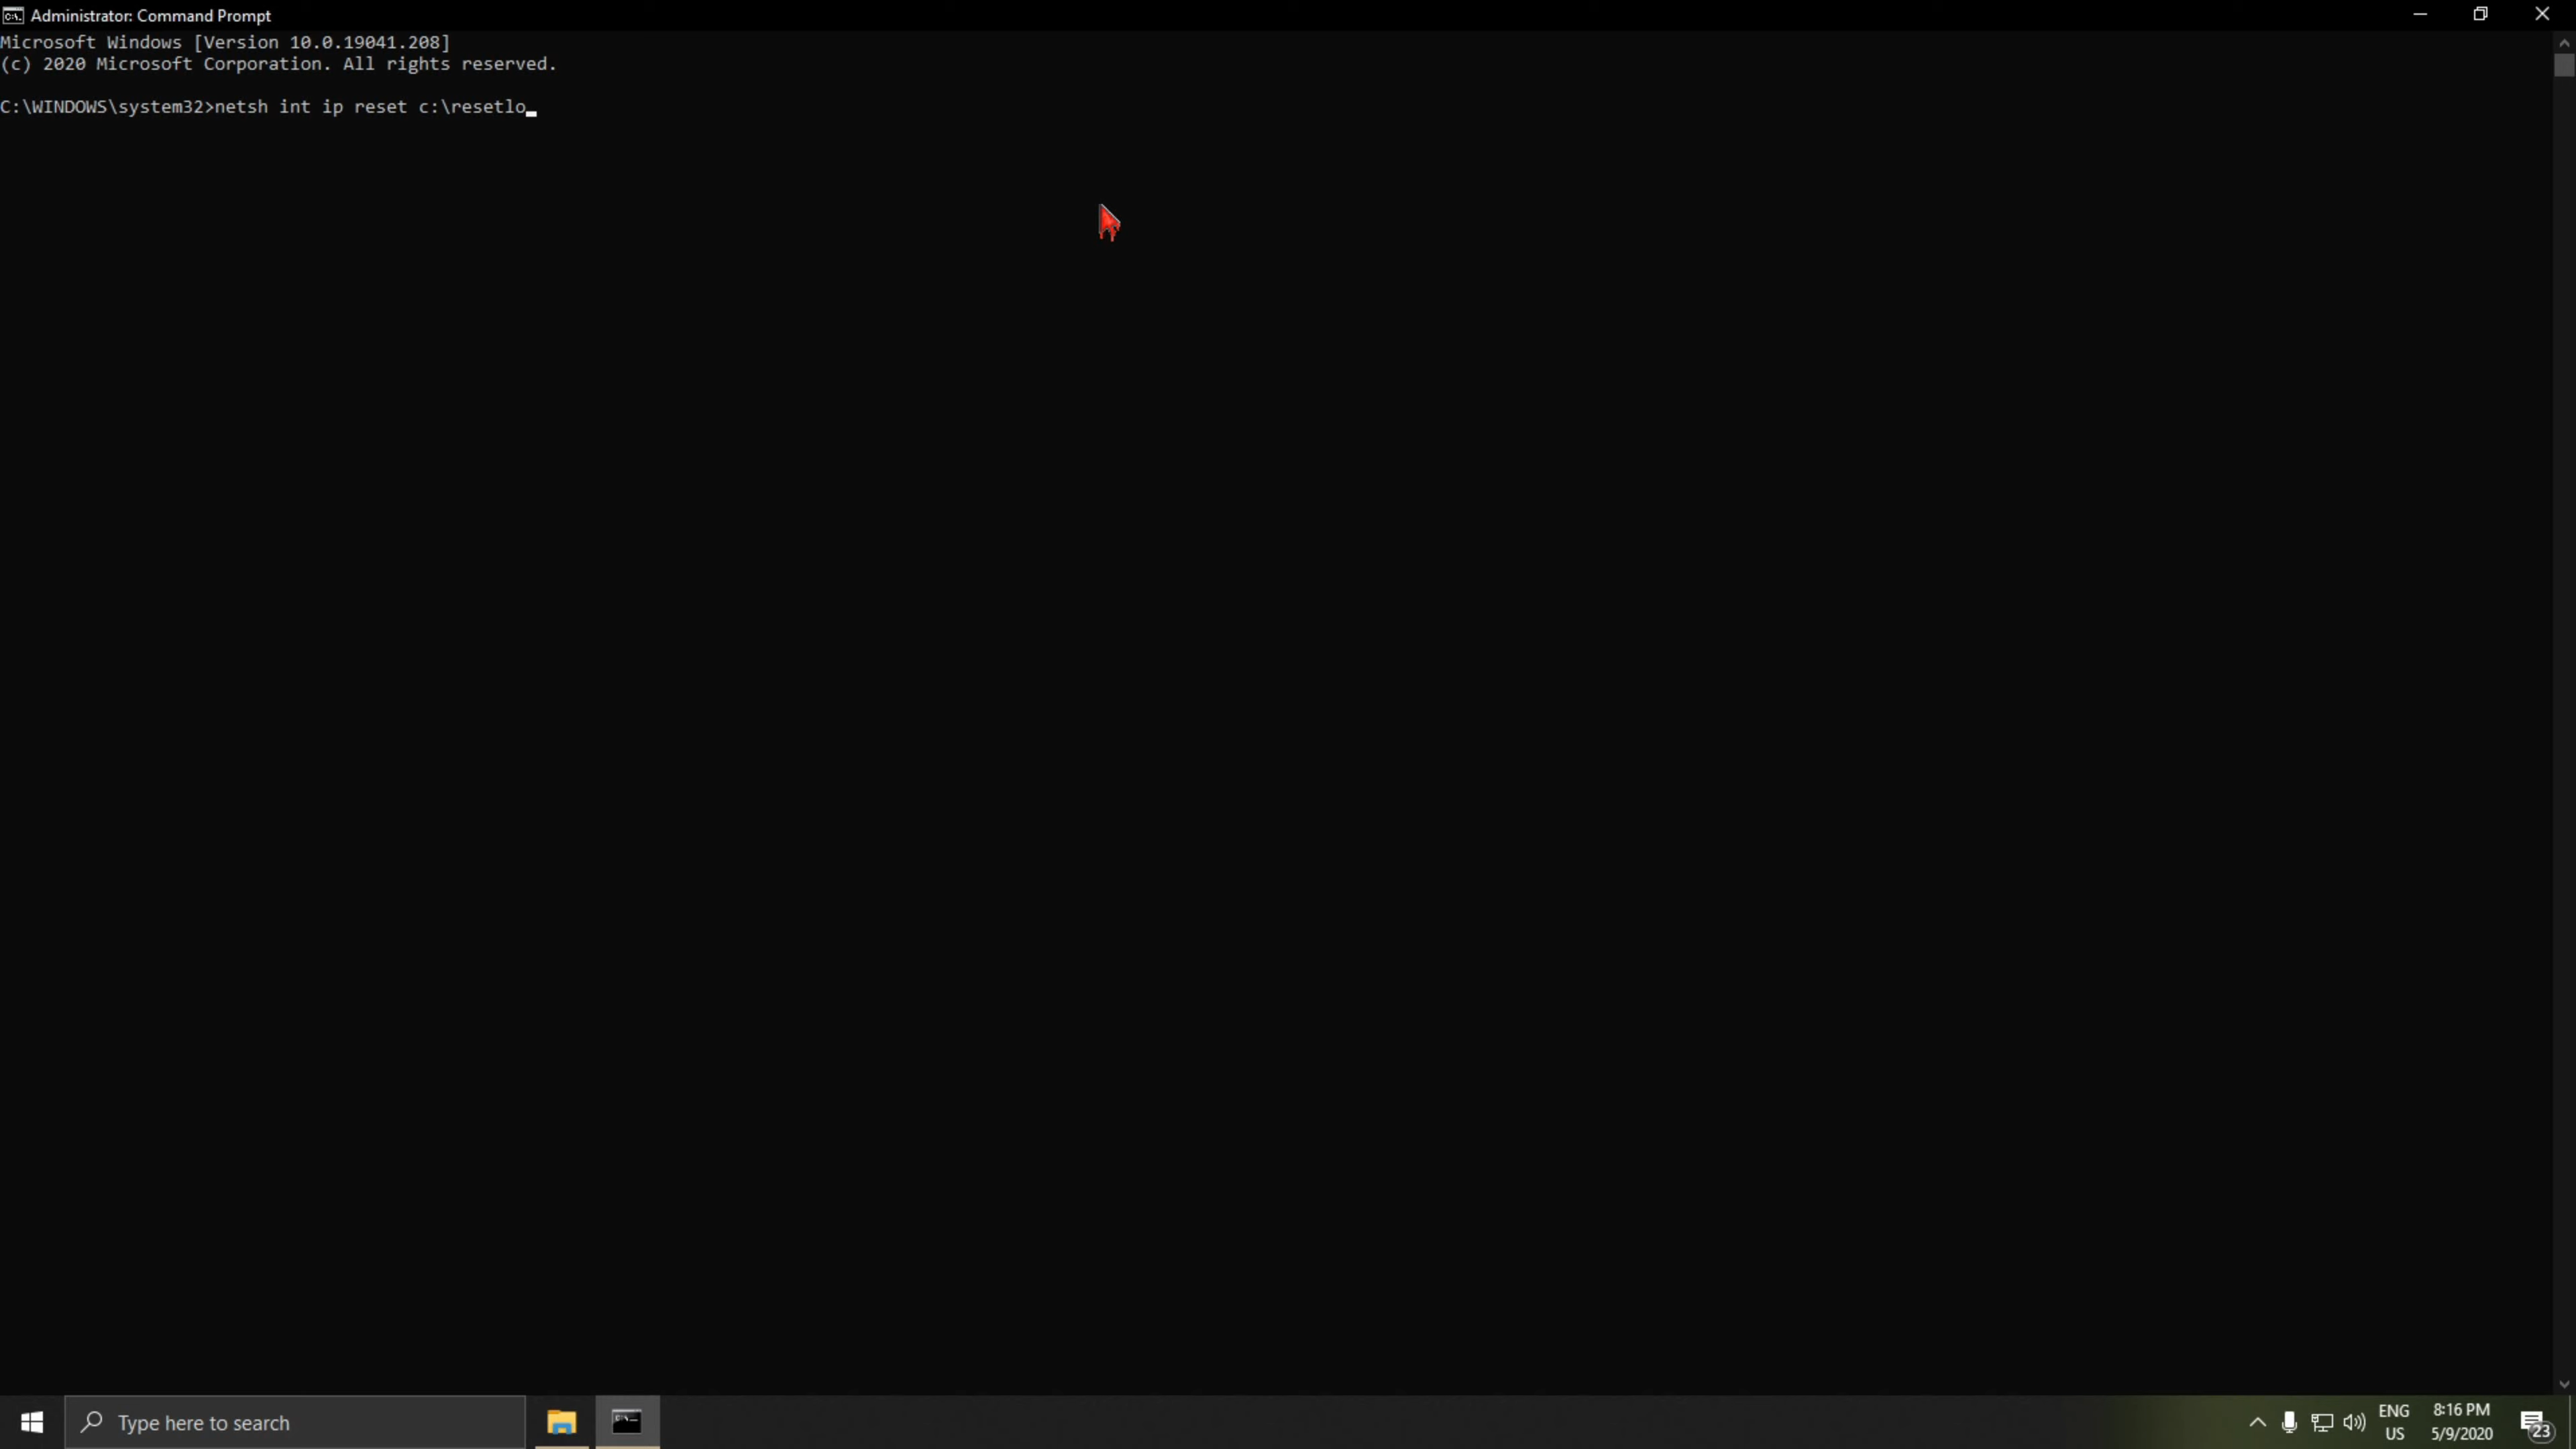 Administrator: Command Prompt
Microsoft Windows [Version 10.0.19041.208]
(c) 2020 Microsoft Corporation. All rights reserved.
C:\WINDOWS\system32>netsh int ip reset c:\resetlo
Type here to search
ENG
US
8:16 PM
5/9/2020
23